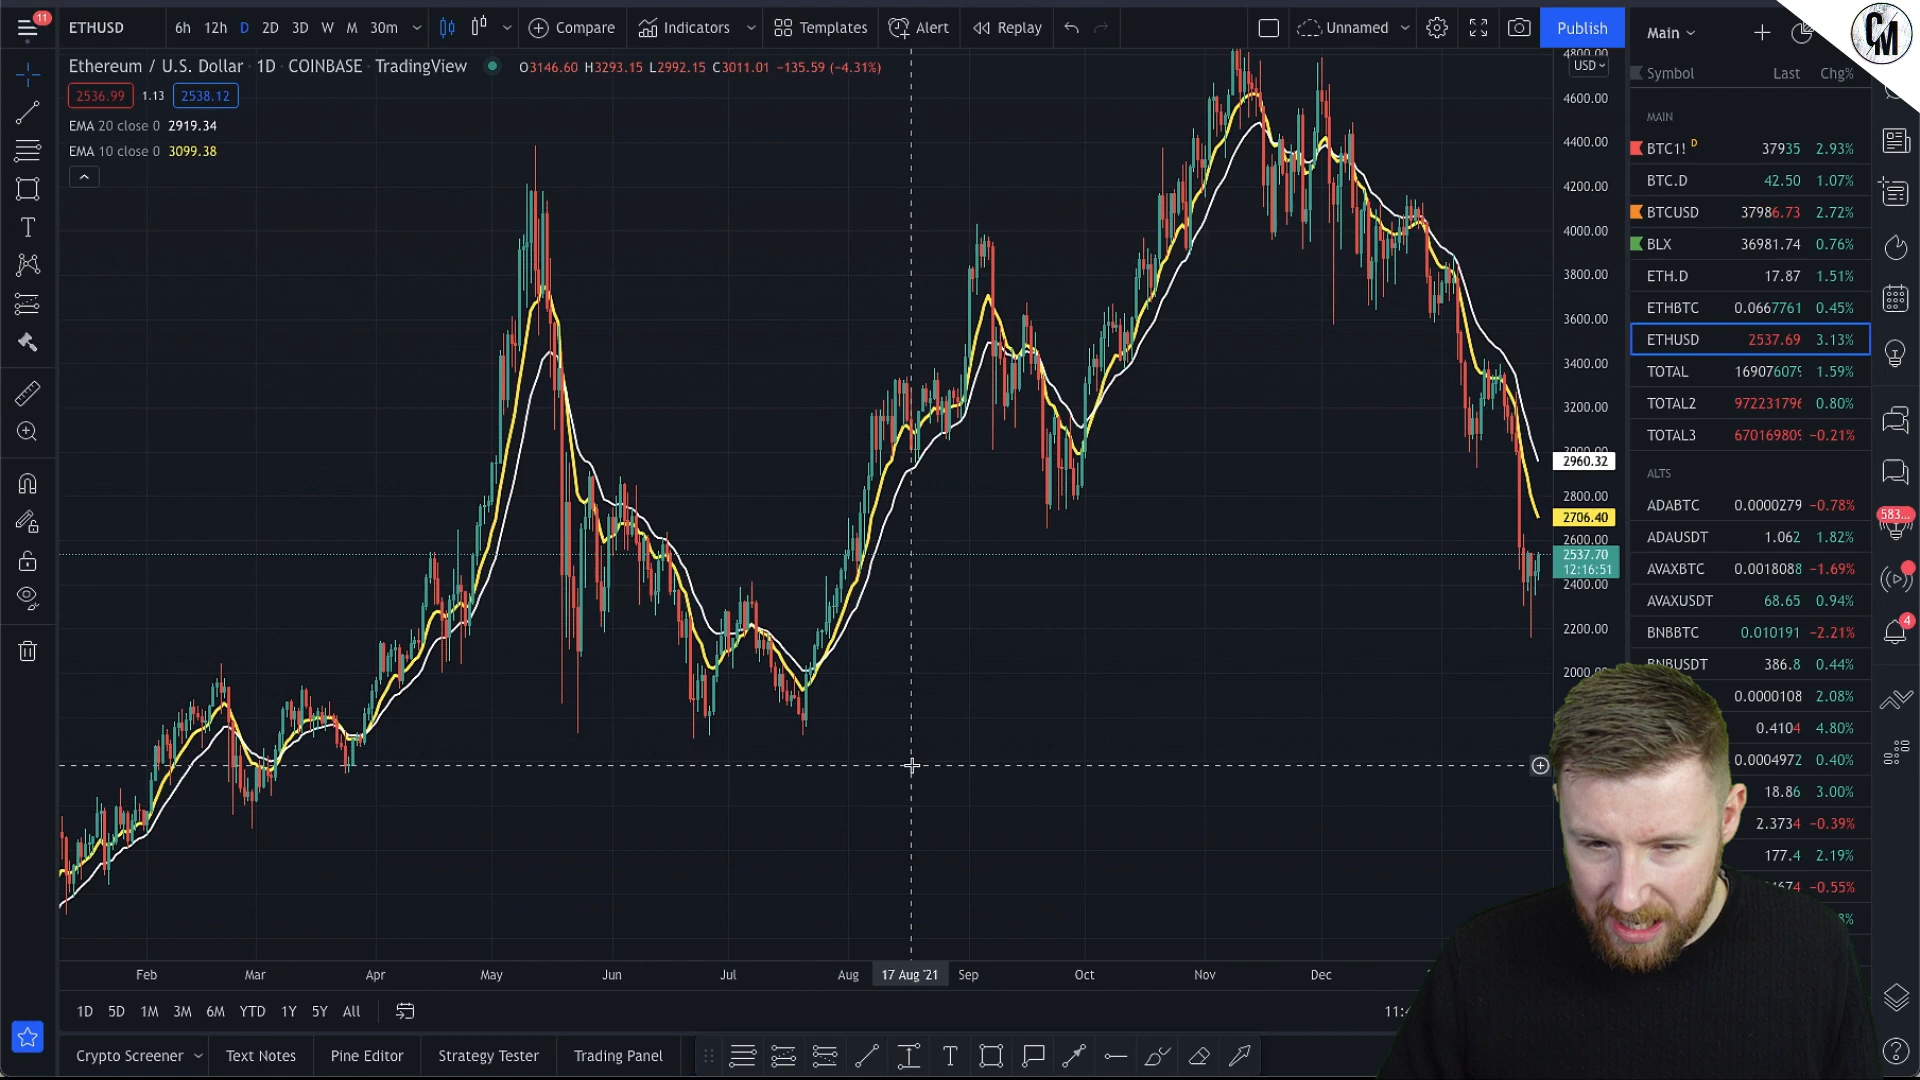 11
ETHUSD 6h 12h D 2D 3D W M 30m Compare Indicators Templates Alert Replay Unnamed Publish
Main
CM
Ethereum / U.S. Dollar · 1D · COINBASE · TradingView O3146.60 H3293.15 L2992.15 C3011.01 −135.59 (−4.31%)
2536.99 1.13 2538.12
EMA 20 close 0 2919.34
EMA 10 close 0 3099.38
4800.00
USD
4600.00
4400.00
4200.00
4000.00
3800.00
3600.00
3400.00
3200.00
2960.32
2800.00
2706.40
2600.00
2537.70
12:16:51
2400.00
2200.00
Symbol Last Chg%
MAIN
BTC1! D 37935 2.93%
BTC.D 42.50 1.07%
BTCUSD 37986.73 2.72%
BLX 36981.74 0.76%
ETH.D 17.87 1.51%
ETHBTC 0.0667761 0.45%
ETHUSD 2537.69 3.13%
TOTAL 169076079 1.59%
TOTAL2 972231796 0.80%
TOTAL3 670169809 −0.21%
ALTS
ADABTC 0.0000279 −0.78%
ADAUSDT 1.062 1.82%
AVAXBTC 0.0018088 −1.69%
AVAXUSDT 68.65 0.94%
BNBBTC 0.010191 −2.21%
BNBUSDT 386.8 0.44%
0.0000108 2.08%
0.4104 4.80%
0.0004972 0.40%
18.86 3.00%
2.3734 −0.39%
177.4 2.19%
−0.55%
583...
4
Feb Mar Apr May Jun Jul Aug 17 Aug '21 Sep Oct Nov Dec
1D 5D 1M 3M 6M YTD 1Y 5Y All
Crypto Screener Text Notes Pine Editor Strategy Tester Trading Panel